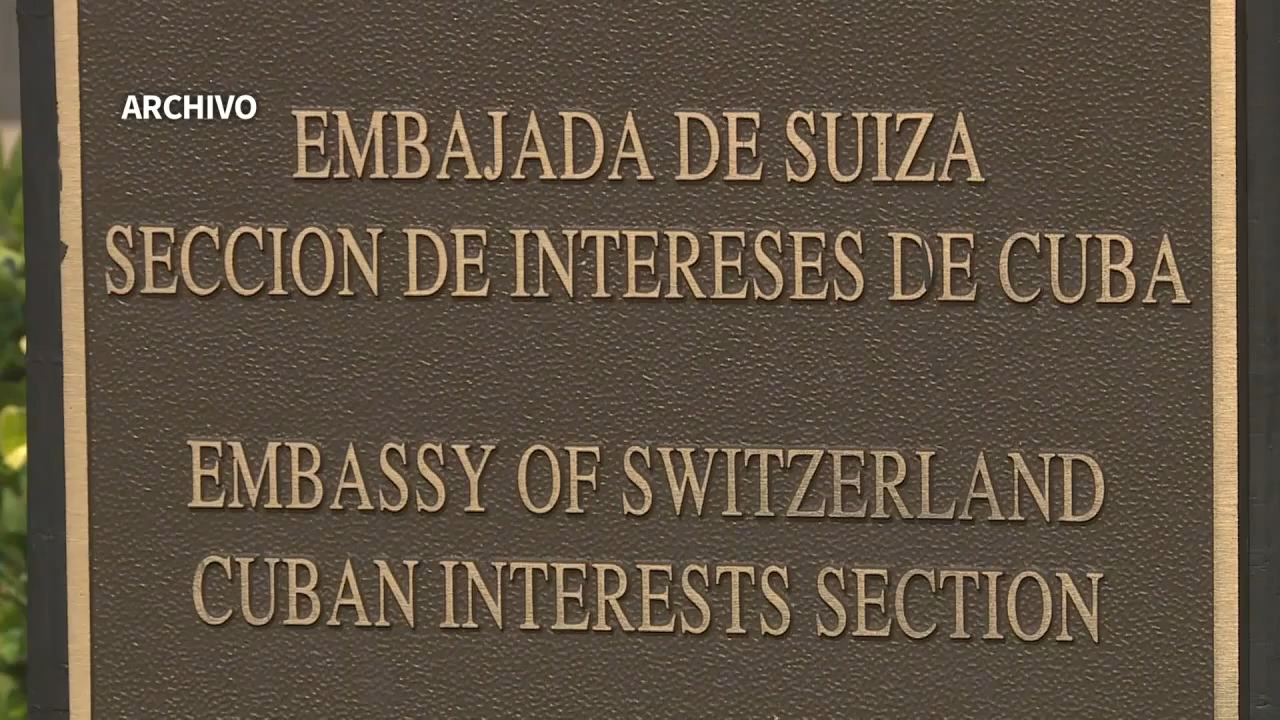 ARCHIVO
EMBAJADA DE SUIZA
SECCION DE INTERESES DE CUBA
EMBASSY OF SWITZERLAND
CUBAN INTERESTS SECTION